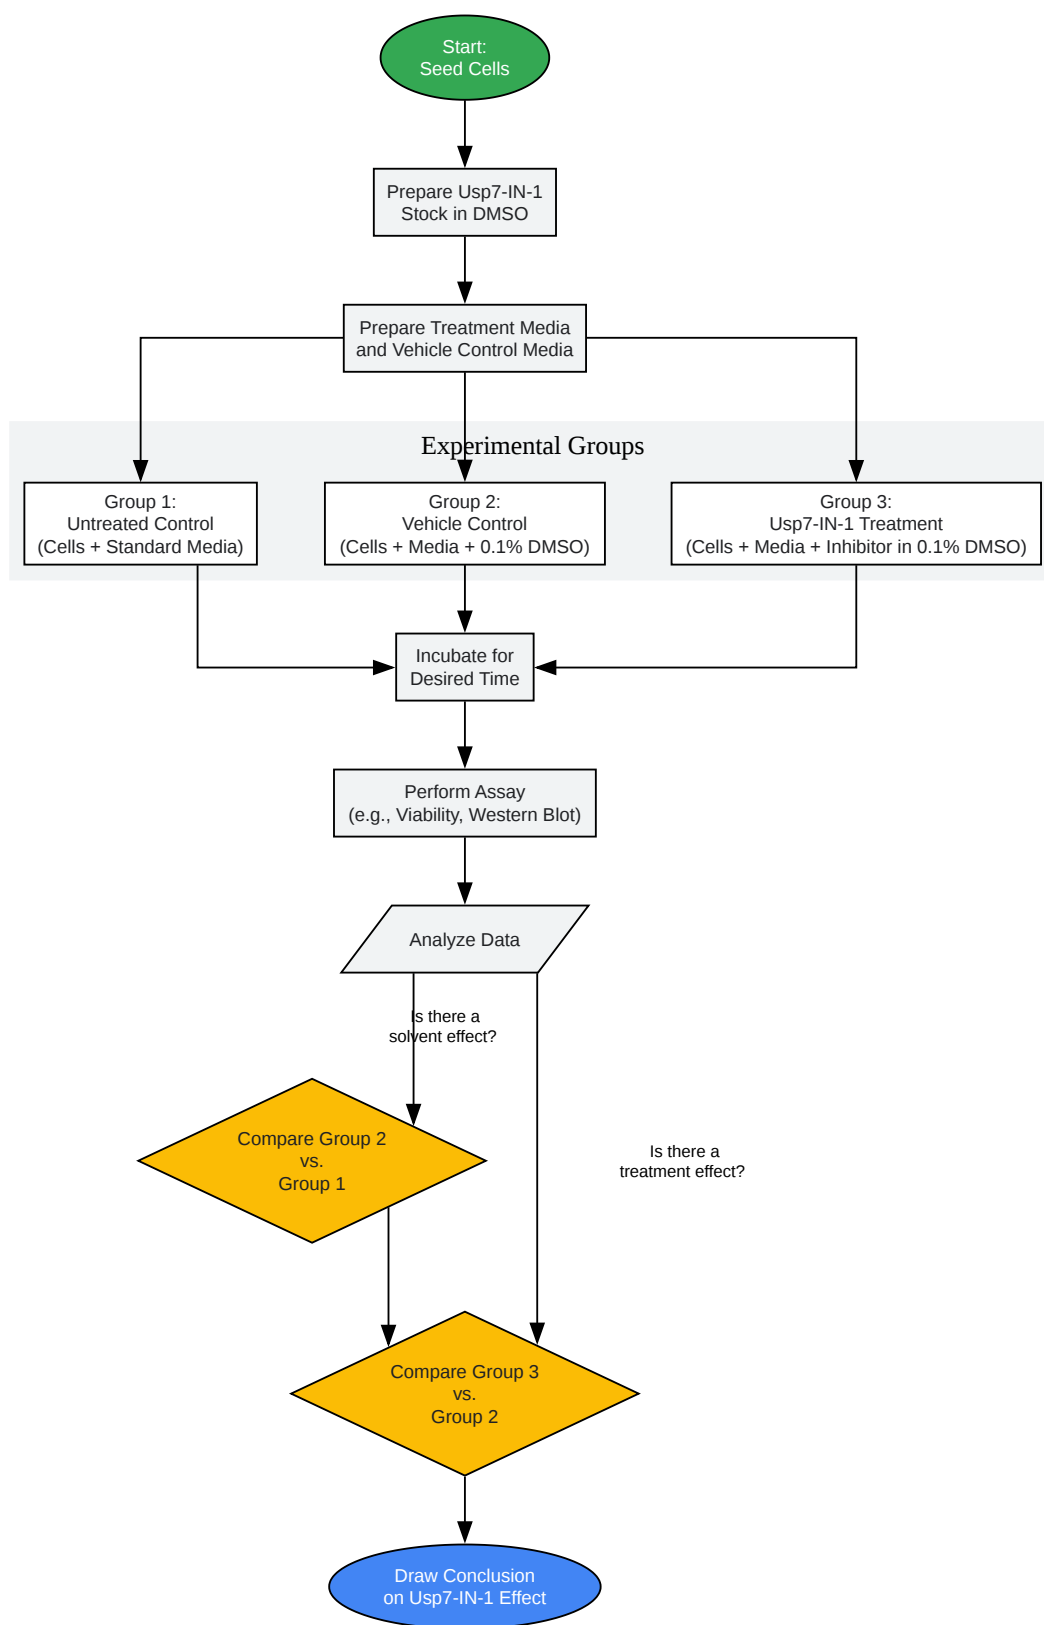 Start:
Seed Cells
Prepare Usp7-IN-1
Stock in DMSO
Prepare Treatment Media
and Vehicle Control Media
Experimental Groups
Group 1:
Untreated Control
(Cells + Standard Media)
Group 2:
Vehicle Control
(Cells + Media + 0.1% DMSO)
Group 3:
Usp7-IN-1 Treatment
(Cells + Media + Inhibitor in 0.1% DMSO)
Incubate for
Desired Time
Perform Assay
(e.g., Viability, Western Blot)
Analyze Data
Is there a
solvent effect?
Compare Group 2
vs.
Group 1
Is there a
treatment effect?
Compare Group 3
vs.
Group 2
Draw Conclusion
on Usp7-IN-1 Effect